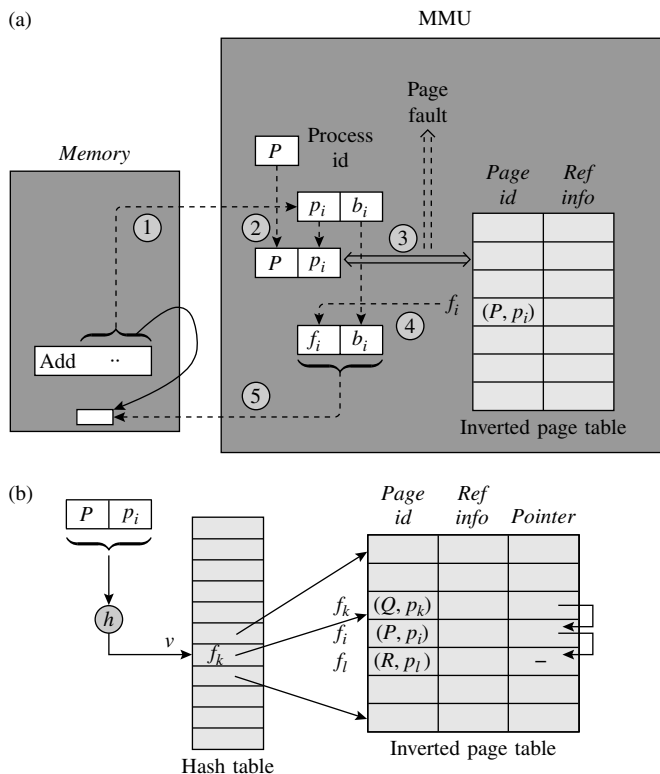 (a)
MMU
Memory
P
Process
id
Page
fault
Page
id
Ref
info
1
2
3
4
5
p_i b_i
P p_i
f_i
(P, p_i)
f_i b_i
Add ··
Inverted page table
(b)
P p_i
h
v
f_k
Hash table
Page
id
Ref
info
Pointer
f_k (Q, p_k)
f_i (P, p_i)
f_l (R, p_l) –
Inverted page table